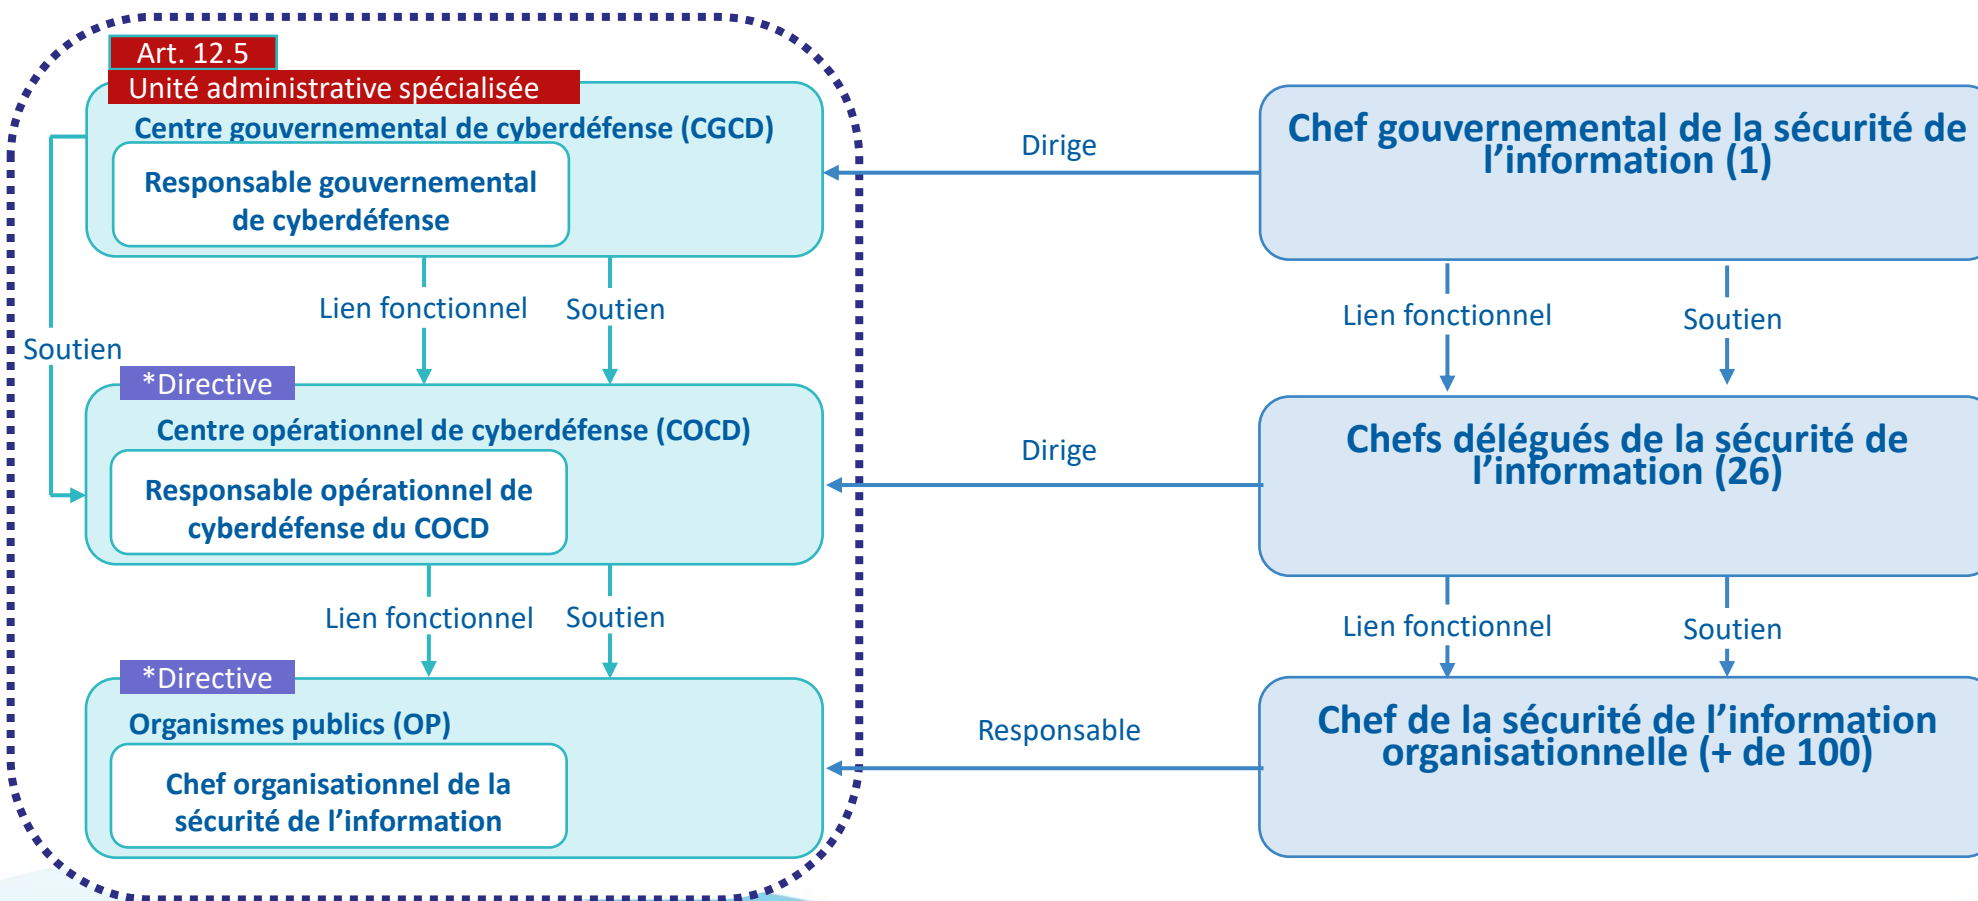 Art. 12.5
Unité administrative spécialisée
Centre gouvernemental de cyberdéfense (CGCD)
Responsable gouvernemental
de cyberdéfense
Dirige
Chef gouvernemental de la sécurité de
l’information (1)
Lien fonctionnel
Soutien
Lien fonctionnel
Soutien
Soutien
*Directive
Centre opérationnel de cyberdéfense (COCD)
Responsable opérationnel de
cyberdéfense du COCD
Dirige
Chefs délégués de la sécurité de
l’information (26)
Lien fonctionnel
Soutien
Lien fonctionnel
Soutien
*Directive
Organismes publics (OP)
Chef organisationnel de la
sécurité de l’information
Responsable
Chef de la sécurité de l’information
organisationnelle (+ de 100)